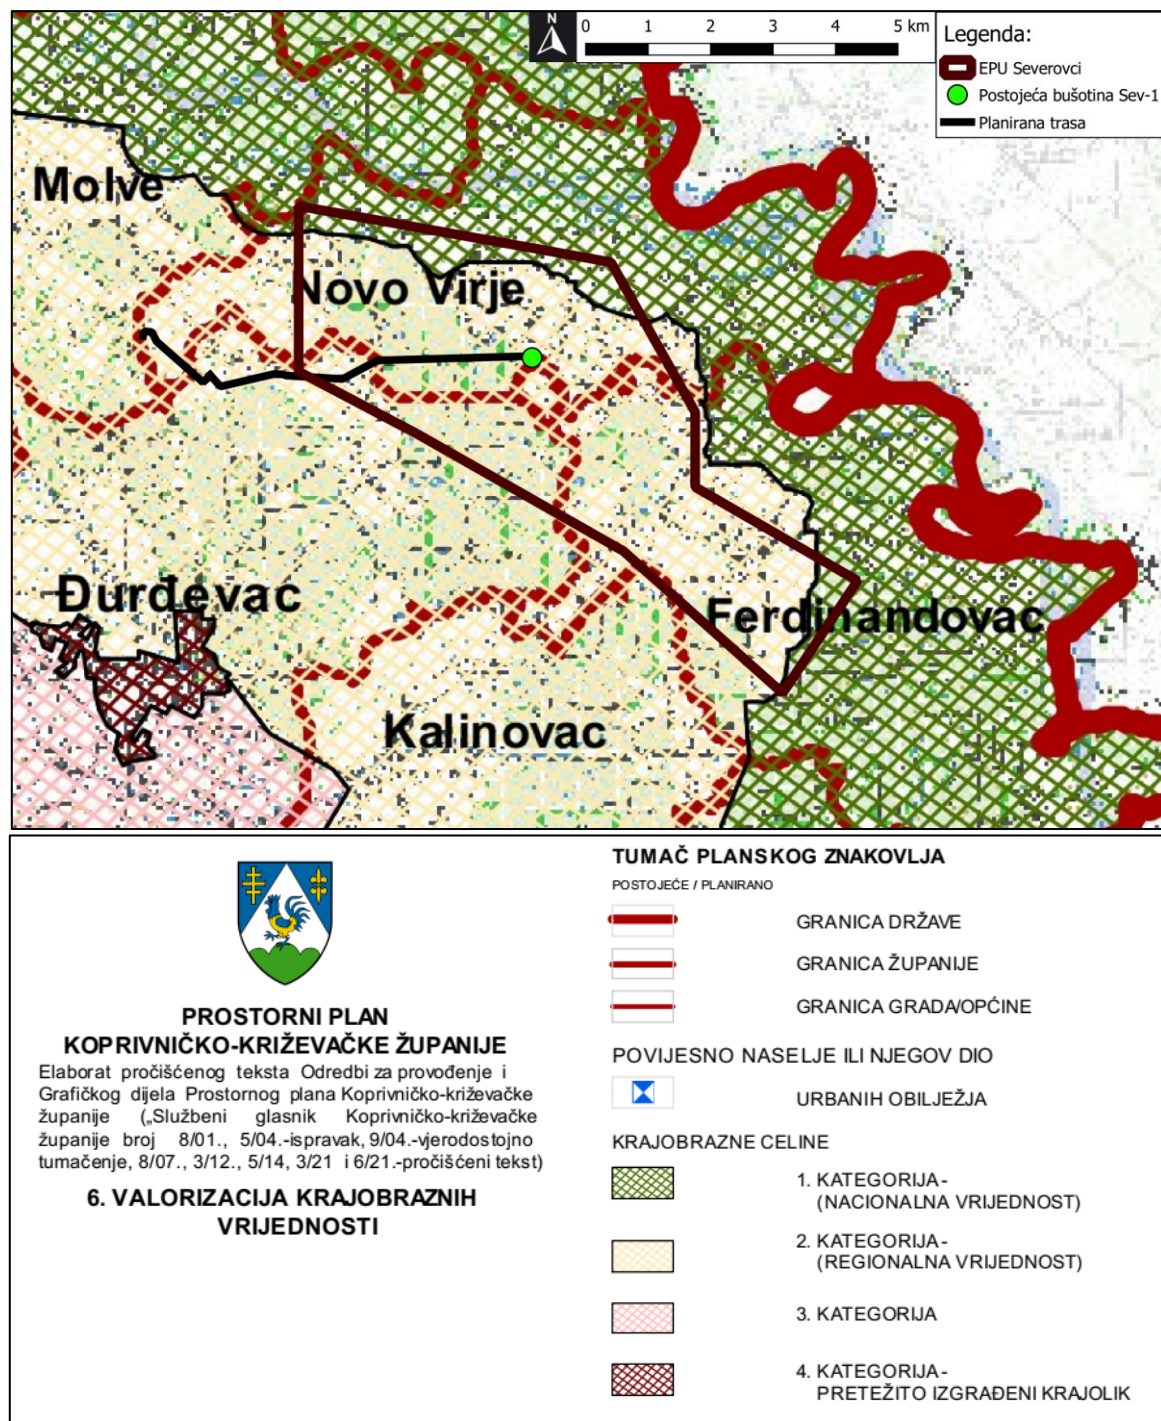 N
0 1 2 3 4 5 km
Legenda:
EPU Severovci
Postojeća bušotina Sev-1
Planirana trasa
Molve
Novo Virje
Đurđevac
Ferdinandovac
Kalinovac
PROSTORNI PLAN
KOPRIVNIČKO-KRIŽEVAČKE ŽUPANIJE
Elaborat pročišćenog teksta Odredbi za provođenje i
Grafičkog dijela Prostornog plana Koprivničko-križevačke
županije („Službeni glasnik Koprivničko-križevačke
županije broj 8/01., 5/04.-ispravak, 9/04.-vjerodostojno
tumačenje, 8/07., 3/12., 5/14, 3/21 i 6/21.-pročišćeni tekst)
6. VALORIZACIJA KRAJOBRAZNIH
VRIJEDNOSTI
TUMAČ PLANSKOG ZNAKOVLJA
POSTOJEĆE / PLANIRANO
GRANICA DRŽAVE
GRANICA ŽUPANIJE
GRANICA GRADA/OPĆINE
POVIJESNO NASELJE ILI NJEGOV DIO
URBANIH OBILJEŽJA
KRAJOBRAZNE CELINE
1. KATEGORIJA-
(NACIONALNA VRIJEDNOST)
2. KATEGORIJA-
(REGIONALNA VRIJEDNOST)
3. KATEGORIJA
4. KATEGORIJA-
PRETEŽITO IZGRAĐENI KRAJOLIK